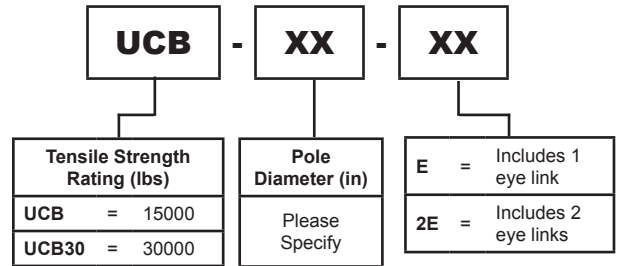 UCB - XX - XX
Tensile Strength
Rating (lbs)
UCB = 15000
UCB30 = 30000
Pole
Diameter (in)
Please
Specify
E = Includes 1
eye link
2E = Includes 2
eye links